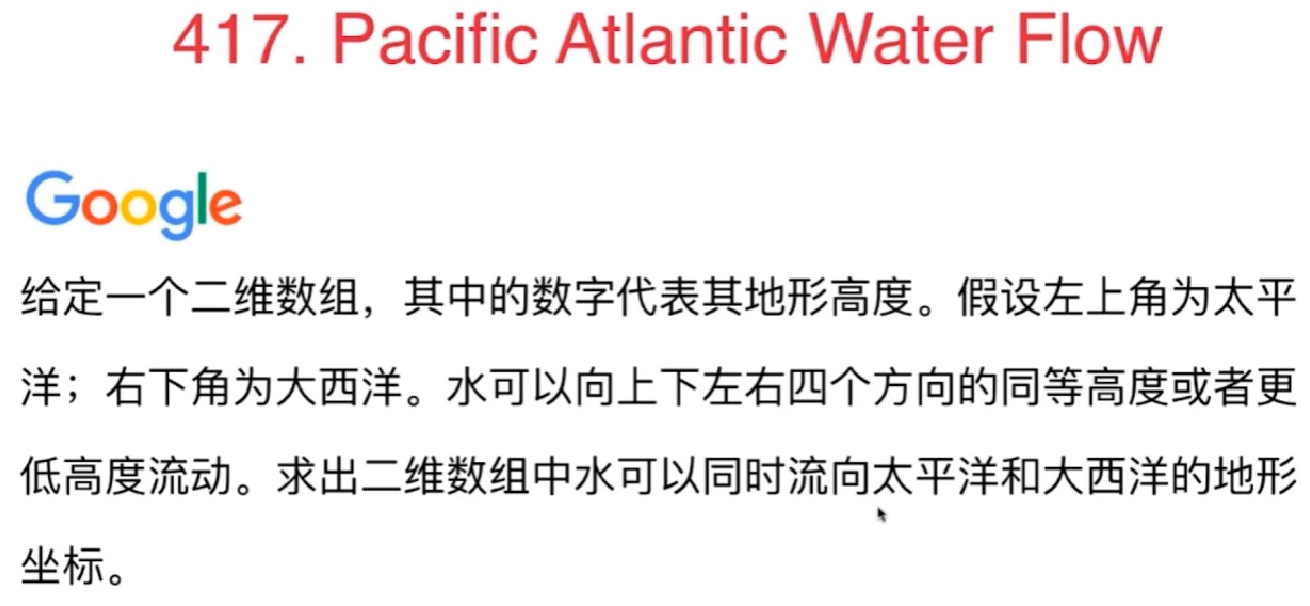 417. Pacific Atlantic Water Flow
Google
给定一个二维数组，其中的数字代表其地形高度。假设左上角为太平
洋；右下角为大西洋。水可以向上下左右四个方向的同等高度或者更
低高度流动。求出二维数组中水可以同时流向太平洋和大西洋的地形
坐标。